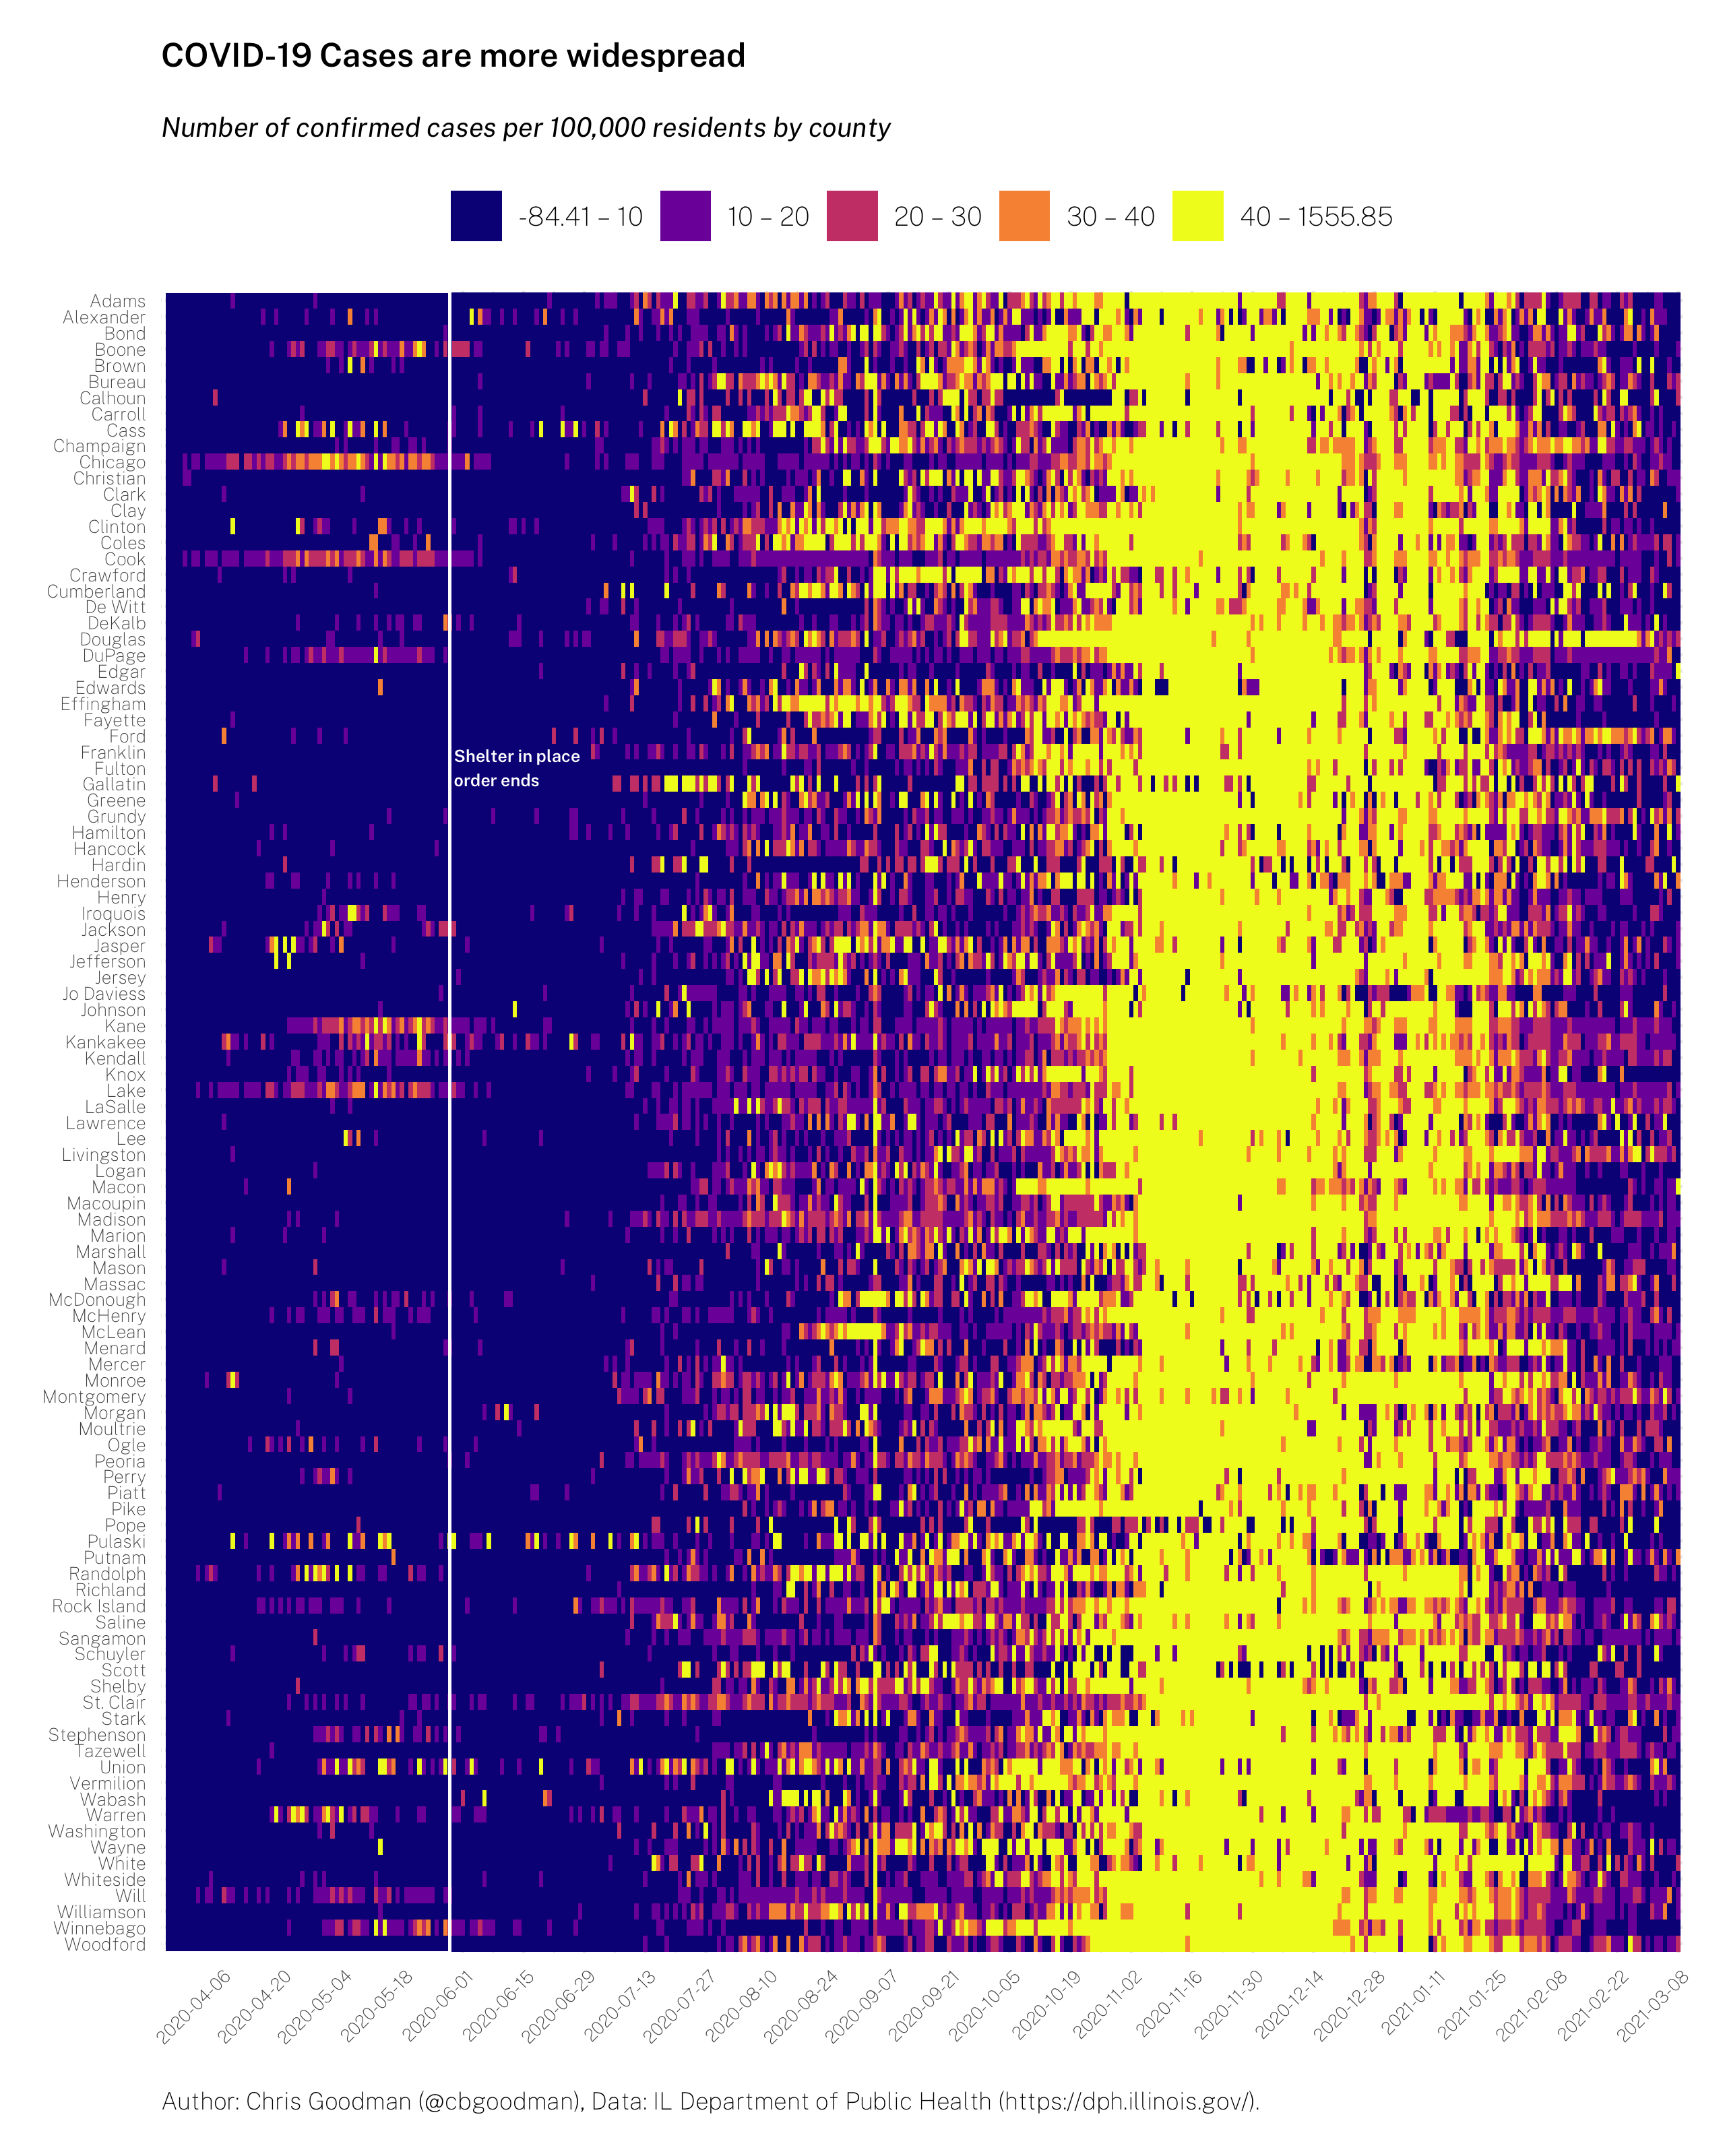 COVID-19 Cases are more widespread
Number of confirmed cases per 100,000 residents by county
-84.41 – 10
10 – 20
20 – 30
30 – 40
40 – 1555.85
Adams
Alexander
Bond
Boone
Brown
Bureau
Calhoun
Carroll
Cass
Champaign
Chicago
Christian
Clark
Clay
Clinton
Coles
Cook
Crawford
Cumberland
De Witt
DeKalb
Douglas
DuPage
Edgar
Edwards
Effingham
Fayette
Ford
Franklin
Fulton
Gallatin
Greene
Grundy
Hamilton
Hancock
Hardin
Henderson
Henry
Iroquois
Jackson
Jasper
Jefferson
Jersey
Jo Daviess
Johnson
Kane
Kankakee
Kendall
Knox
Lake
LaSalle
Lawrence
Lee
Livingston
Logan
Macon
Macoupin
Madison
Marion
Marshall
Mason
Massac
McDonough
McHenry
McLean
Menard
Mercer
Monroe
Montgomery
Morgan
Moultrie
Ogle
Peoria
Perry
Piatt
Pike
Pope
Pulaski
Putnam
Randolph
Richland
Rock Island
Saline
Sangamon
Schuyler
Scott
Shelby
St. Clair
Stark
Stephenson
Tazewell
Union
Vermilion
Wabash
Warren
Washington
Wayne
White
Whiteside
Will
Williamson
Winnebago
Woodford
Shelter in place
order ends
2020-04-06
2020-04-20
2020-05-04
2020-05-18
2020-06-01
2020-06-15
2020-06-29
2020-07-13
2020-07-27
2020-08-10
2020-08-24
2020-09-07
2020-09-21
2020-10-05
2020-10-19
2020-11-02
2020-11-16
2020-11-30
2020-12-14
2020-12-28
2021-01-11
2021-01-25
2021-02-08
2021-02-22
2021-03-08
Author: Chris Goodman (@cbgoodman), Data: IL Department of Public Health (https://dph.illinois.gov/).